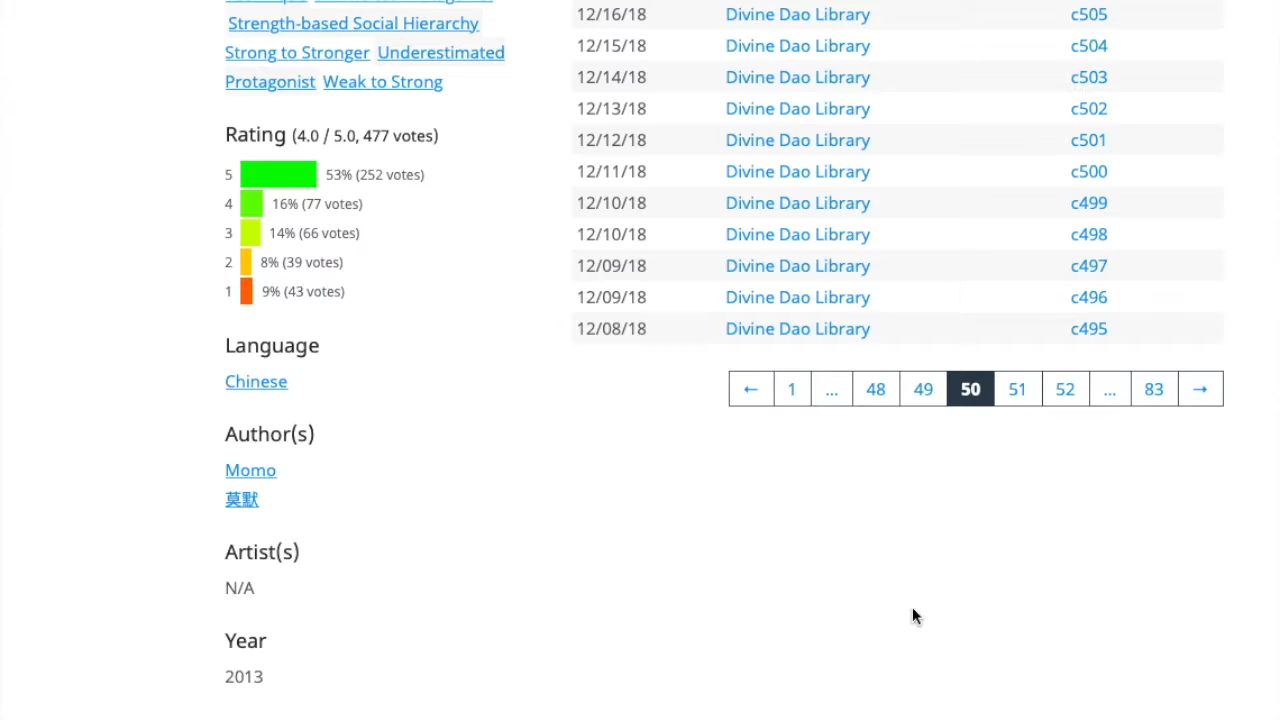 Strength-based Social Hierarchy
Strong to Stronger Underestimated
Protagonist Weak to Strong
Rating (4.0 / 5.0, 477 votes)
5 53% (252 votes)
4 16% (77 votes)
3 14% (66 votes)
2 8% (39 votes)
1 9% (43 votes)
Language
Chinese
Author(s)
Momo
莫默
Artist(s)
N/A
Year
2013
12/16/18 Divine Dao Library c505
12/15/18 Divine Dao Library c504
12/14/18 Divine Dao Library c503
12/13/18 Divine Dao Library c502
12/12/18 Divine Dao Library c501
12/11/18 Divine Dao Library c500
12/10/18 Divine Dao Library c499
12/10/18 Divine Dao Library c498
12/09/18 Divine Dao Library c497
12/09/18 Divine Dao Library c496
12/08/18 Divine Dao Library c495
← 1 ... 48 49 50 51 52 ... 83 →